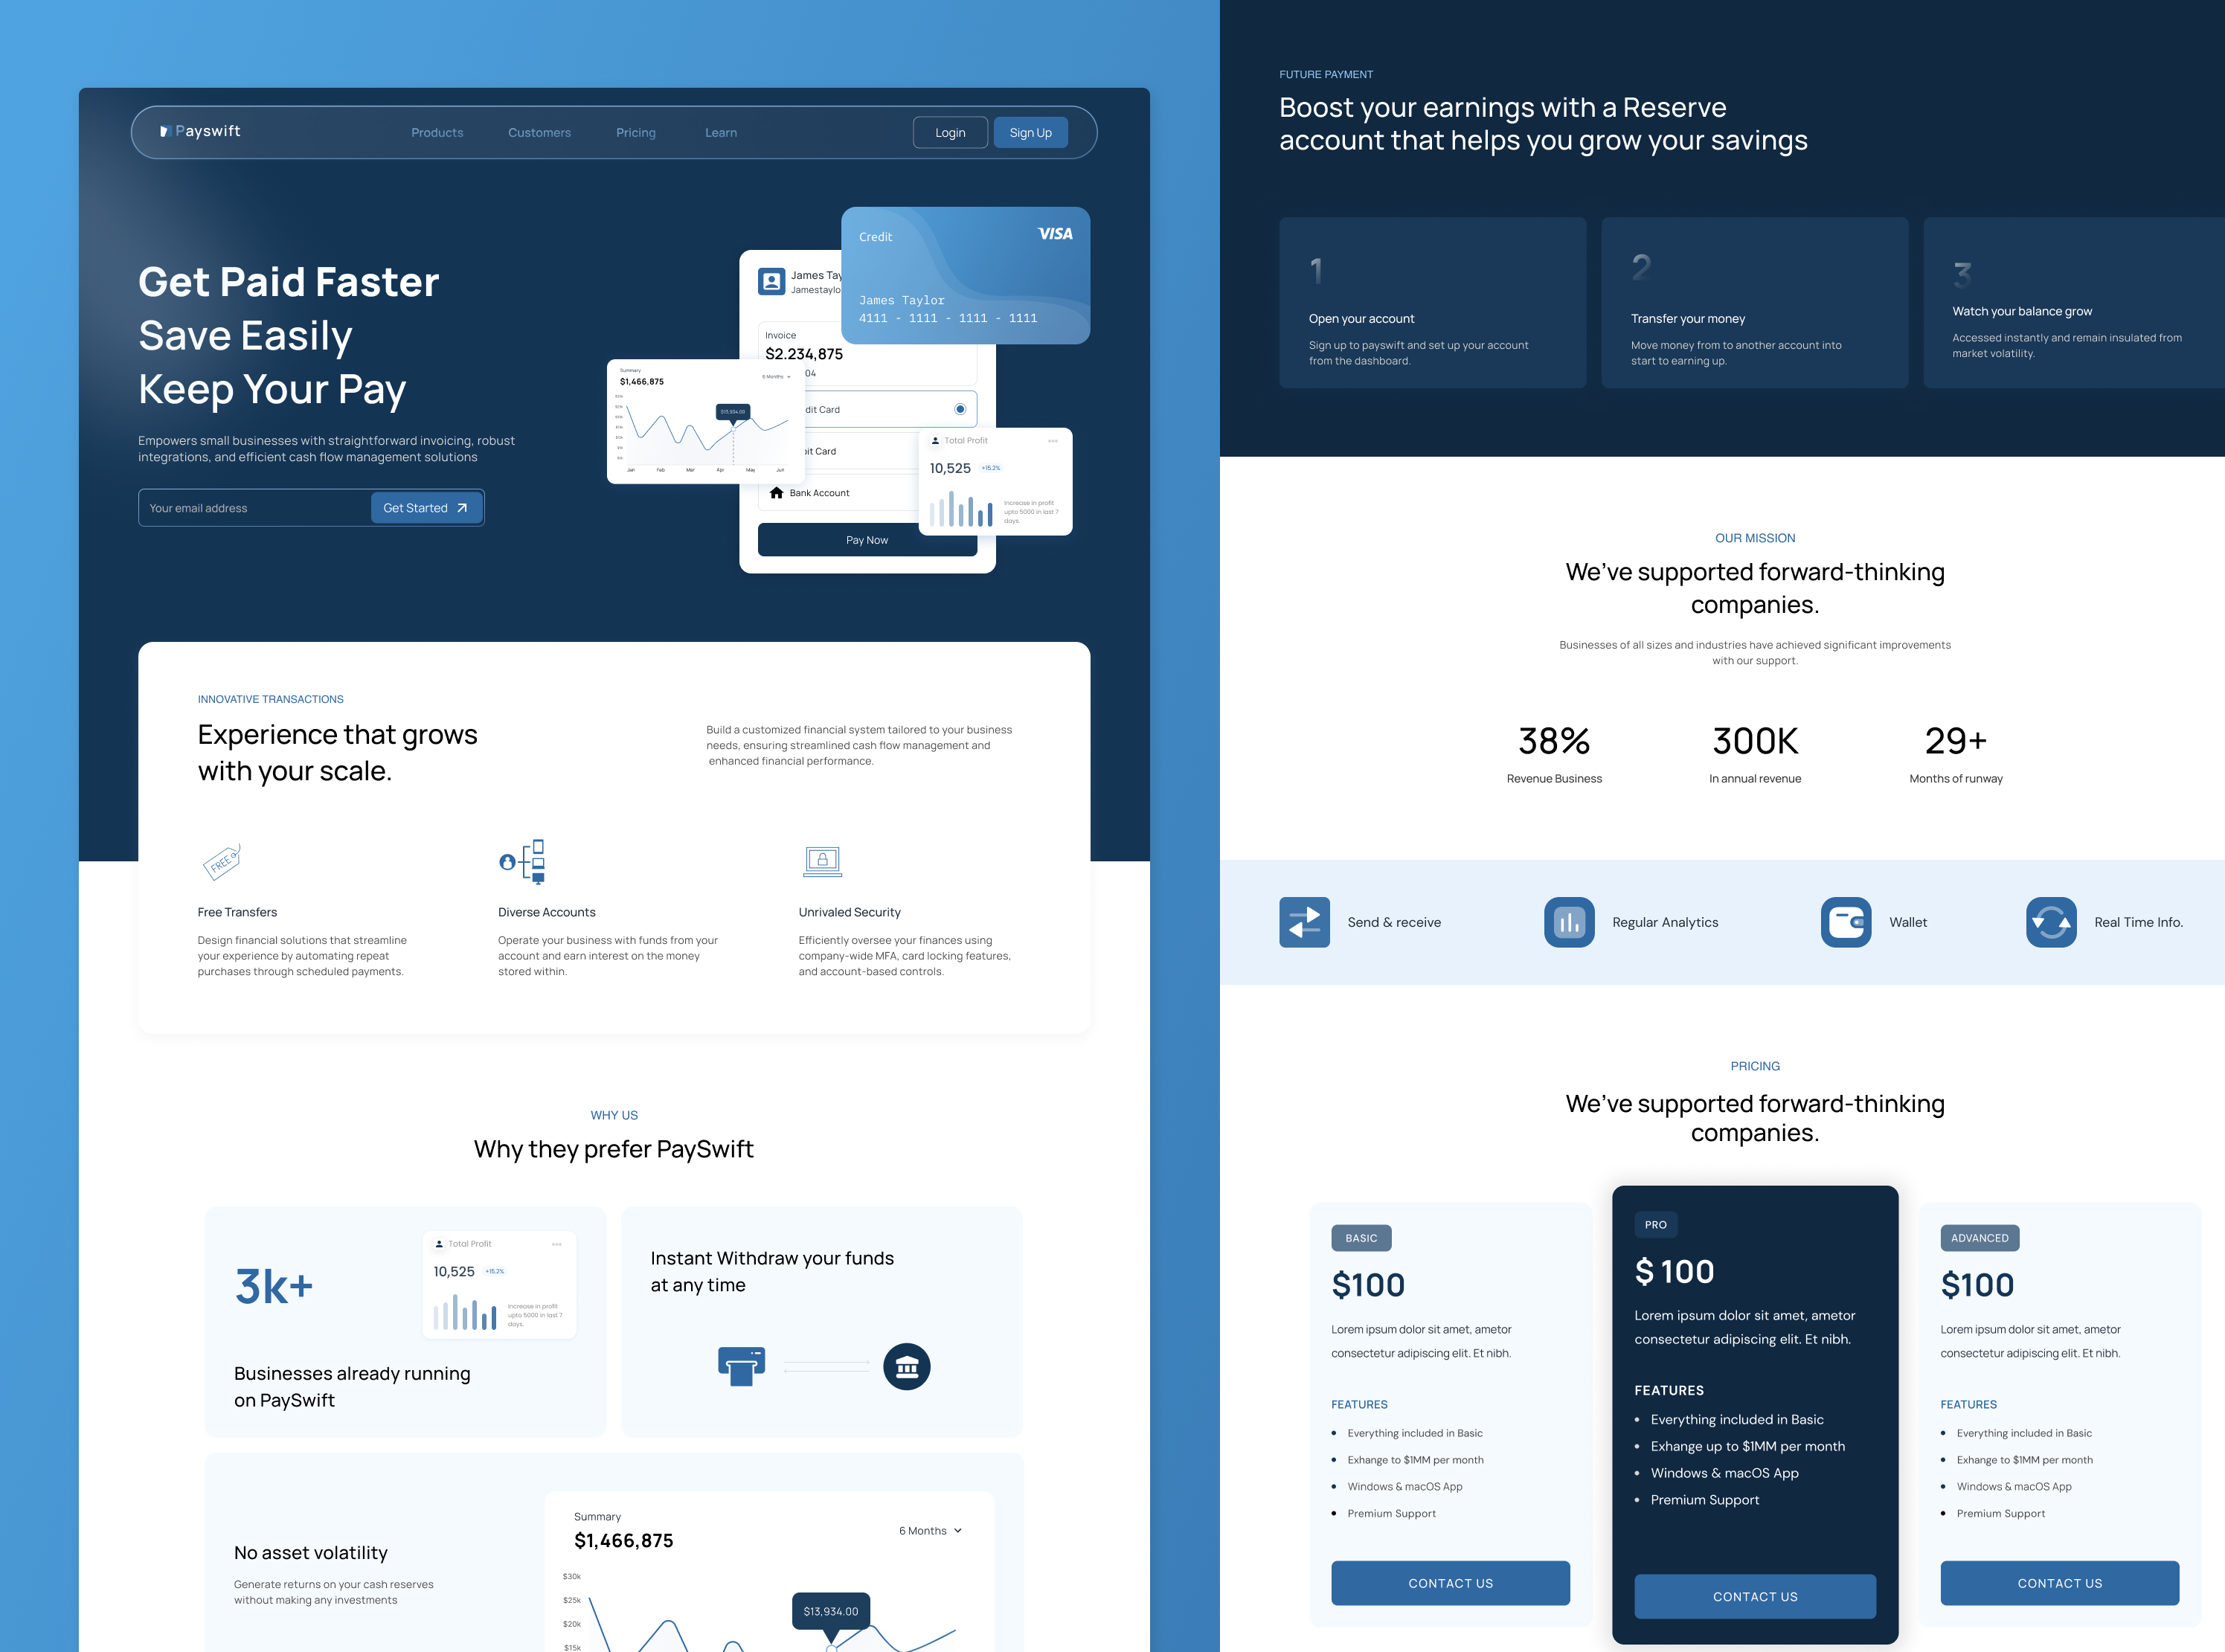 Payswift
Products
Customers
Pricing
Learn
Login
Sign Up
Get Paid Faster
Save Easily
Keep Your Pay
Empowers small businesses with straightforward invoicing, robust
integrations, and efficient cash flow management solutions
Your email address
Get Started
Credit
VISA
James Taylor
4111 - 1111 - 1111 - 1111
James Tay
Jamestaylo
Invoice
$2.234,875
04
dit Card
bit Card
Bank Account
Pay Now
Summary
$1,466,875
6 Months
$13,934.00
Jan
Feb
Mar
Apr
May
Jun
Total Profit
10,525
+15.2%
Increase in profit
upto 5000 in last 7
days.
INNOVATIVE TRANSACTIONS
Experience that grows
with your scale.
Build a customized financial system tailored to your business
needs, ensuring streamlined cash flow management and
enhanced financial performance.
FREE
Free Transfers
Design financial solutions that streamline
your experience by automating repeat
purchases through scheduled payments.
Diverse Accounts
Operate your business with funds from your
account and earn interest on the money
stored within.
Unrivaled Security
Efficiently oversee your finances using
company-wide MFA, card locking features,
and account-based controls.
WHY US
Why they prefer PaySwift
3k+
Total Profit
10,525
+15.2%
Increase in profit
upto 5000 in last 7
days.
Businesses already running
on PaySwift
Instant Withdraw your funds
at any time
No asset volatility
Generate returns on your cash reserves
without making any investments
Summary
$1,466,875
6 Months
$30k
$25k
$20k
$15k
$13,934.00
FUTURE PAYMENT
Boost your earnings with a Reserve
account that helps you grow your savings
1
Open your account
Sign up to payswift and set up your account
from the dashboard.
2
Transfer your money
Move money from to another account into
start to earning up.
3
Watch your balance grow
Accessed instantly and remain insulated from
market volatility.
OUR MISSION
We've supported forward-thinking
companies.
Businesses of all sizes and industries have achieved significant improvements
with our support.
38%
Revenue Business
300K
In annual revenue
29+
Months of runway
Send & receive
Regular Analytics
Wallet
Real Time Info.
PRICING
We've supported forward-thinking
companies.
BASIC
$100
Lorem ipsum dolor sit amet, ametor
consectetur adipiscing elit. Et nibh.
FEATURES
Everything included in Basic
Exhange to $1MM per month
Windows & macOS App
Premium Support
CONTACT US
PRO
$ 100
Lorem ipsum dolor sit amet, ametor
consectetur adipiscing elit. Et nibh.
FEATURES
Everything included in Basic
Exhange up to $1MM per month
Windows & macOS App
Premium Support
CONTACT US
ADVANCED
$100
Lorem ipsum dolor sit amet, ametor
consectetur adipiscing elit. Et nibh.
FEATURES
Everything included in Basic
Exhange to $1MM per month
Windows & macOS App
Premium Support
CONTACT US